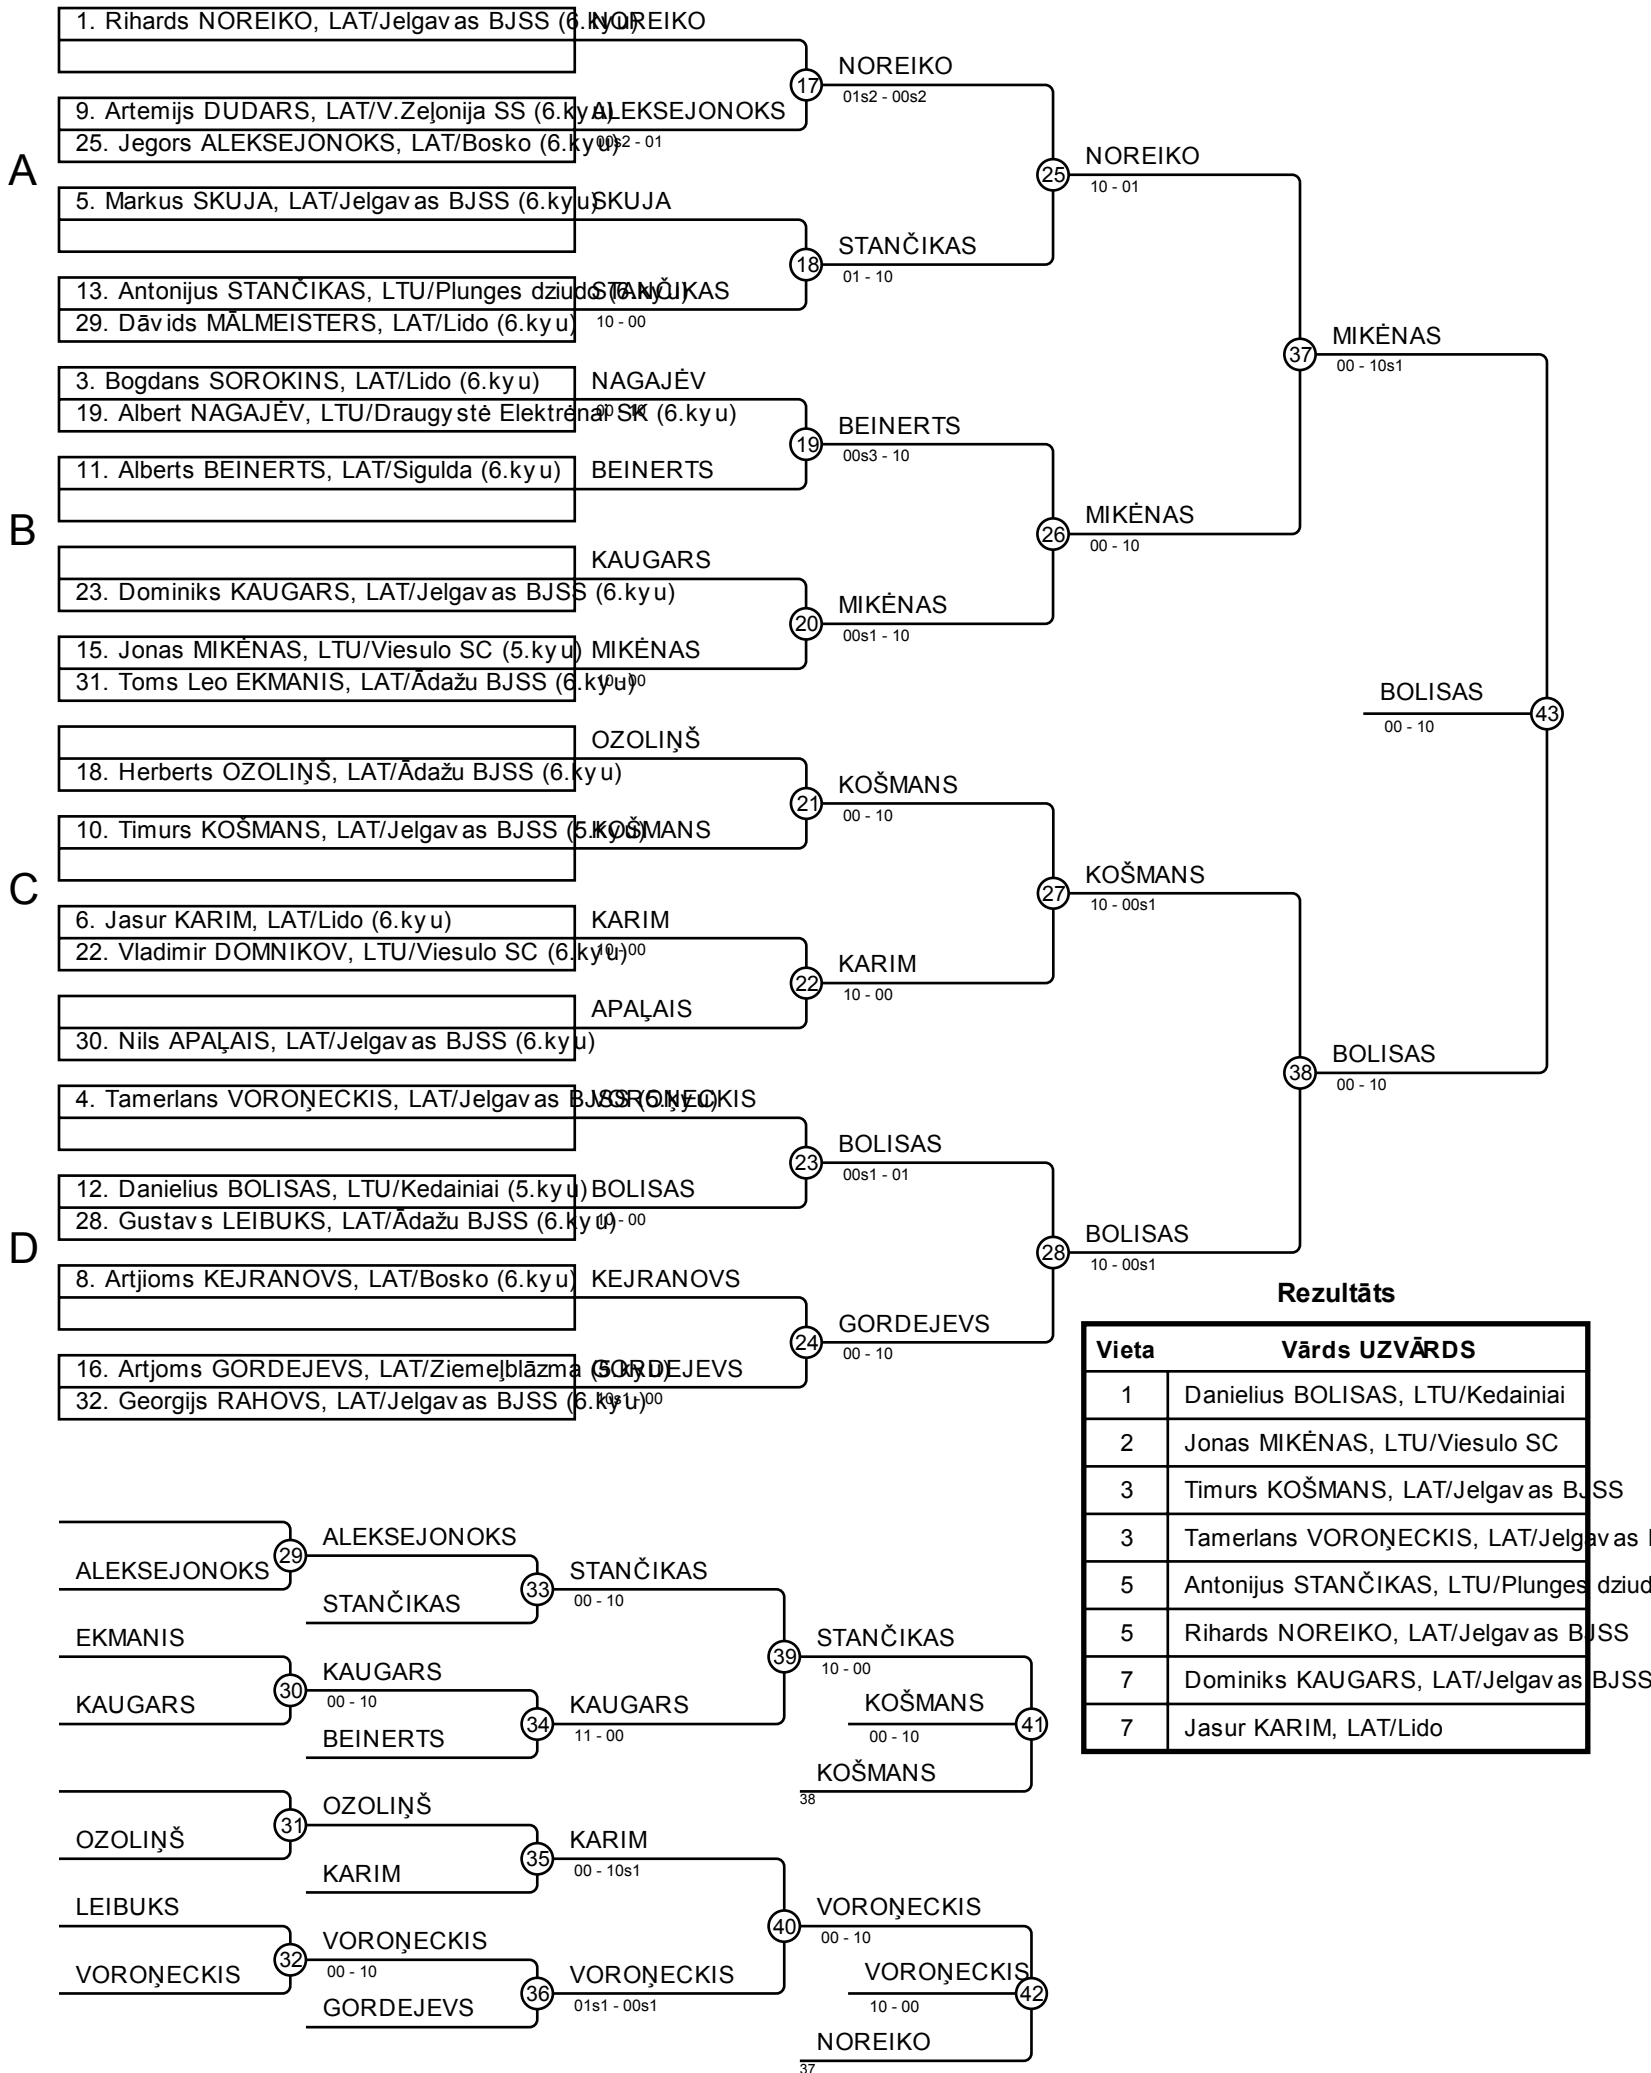 1. Rihards NOREIKO, LAT/Jelgavas BJSS (6.kyu)
NOREIKO
17
NOREIKO
01s2 - 00s2
9. Artemijs DUDARS, LAT/V.Zeļonija SS (6.kyu)
25. Jegors ALEKSEJONOKS, LAT/Bosko (6.kyu)
ALEKSEJONOKS
00s2 - 01
A
25
NOREIKO
10 - 01
5. Markus SKUJA, LAT/Jelgavas BJSS (6.kyu)
SKUJA
18
STANČIKAS
01 - 10
13. Antonijus STANČIKAS, LTU/Plunges dziudo (6.kyu)
29. Dāvids MĀLMEISTERS, LAT/Lido (6.kyu)
STANČIKAS
10 - 00
37
MIKĖNAS
00 - 10s1
3. Bogdans SOROKINS, LAT/Lido (6.kyu)
19. Albert NAGAJĖV, LTU/Draugystė Elektrėnai SK (6.kyu)
NAGAJĖV
00 - 10
19
BEINERTS
00s3 - 10
11. Alberts BEINERTS, LAT/Sigulda (6.kyu)
BEINERTS
B
26
MIKĖNAS
00 - 10
KAUGARS
23. Dominiks KAUGARS, LAT/Jelgavas BJSS (6.kyu)
20
MIKĖNAS
00s1 - 10
15. Jonas MIKĖNAS, LTU/Viesulo SC (5.kyu)
31. Toms Leo EKMANIS, LAT/Ādažu BJSS (6.kyu)
MIKĖNAS
10 - 00
BOLISAS
00 - 10
43
OZOLIŅŠ
18. Herberts OZOLIŅŠ, LAT/Ādažu BJSS (6.kyu)
21
KOŠMANS
00 - 10
10. Timurs KOŠMANS, LAT/Jelgavas BJSS (5.kyu)
KOŠMANS
C
27
KOŠMANS
10 - 00s1
6. Jasur KARIM, LAT/Lido (6.kyu)
22. Vladimir DOMNIKOV, LTU/Viesulo SC (6.kyu)
KARIM
10 - 00
22
KARIM
10 - 00
APAĻAIS
30. Nils APAĻAIS, LAT/Jelgavas BJSS (6.kyu)
38
BOLISAS
00 - 10
4. Tamerlans VOROŅECKIS, LAT/Jelgavas BJSS (5.kyu)
VOROŅECKIS
23
BOLISAS
00s1 - 01
12. Danielius BOLISAS, LTU/Kedainiai (5.kyu)
28. Gustavs LEIBUKS, LAT/Ādažu BJSS (6.kyu)
BOLISAS
10 - 00
D
28
BOLISAS
10 - 00s1
8. Artjioms KEJRANOVS, LAT/Bosko (6.kyu)
KEJRANOVS
24
GORDEJEVS
00 - 10
16. Artjoms GORDEJEVS, LAT/Ziemeļblāzma (5.kyu)
32. Georgijs RAHOVS, LAT/Jelgavas BJSS (6.kyu)
GORDEJEVS
10s1 - 00
Rezultāts
Vieta Vārds UZVĀRDS
1 Danielius BOLISAS, LTU/Kedainiai
2 Jonas MIKĖNAS, LTU/Viesulo SC
3 Timurs KOŠMANS, LAT/Jelgavas BJSS
3 Tamerlans VOROŅECKIS, LAT/Jelgavas
5 Antonijus STANČIKAS, LTU/Plunges dziud
5 Rihards NOREIKO, LAT/Jelgavas BJSS
7 Dominiks KAUGARS, LAT/Jelgavas BJSS
7 Jasur KARIM, LAT/Lido
ALEKSEJONOKS
29
ALEKSEJONOKS
STANČIKAS
33
STANČIKAS
00 - 10
EKMANIS
KAUGARS
30
KAUGARS
00 - 10
BEINERTS
34
KAUGARS
11 - 00
39
STANČIKAS
10 - 00
KOŠMANS
00 - 10
41
KOŠMANS
38
OZOLIŅŠ
31
OZOLIŅŠ
KARIM
35
KARIM
00 - 10s1
LEIBUKS
VOROŅECKIS
32
VOROŅECKIS
00 - 10
GORDEJEVS
36
VOROŅECKIS
01s1 - 00s1
40
VOROŅECKIS
00 - 10
VOROŅECKIS
10 - 00
42
NOREIKO
37